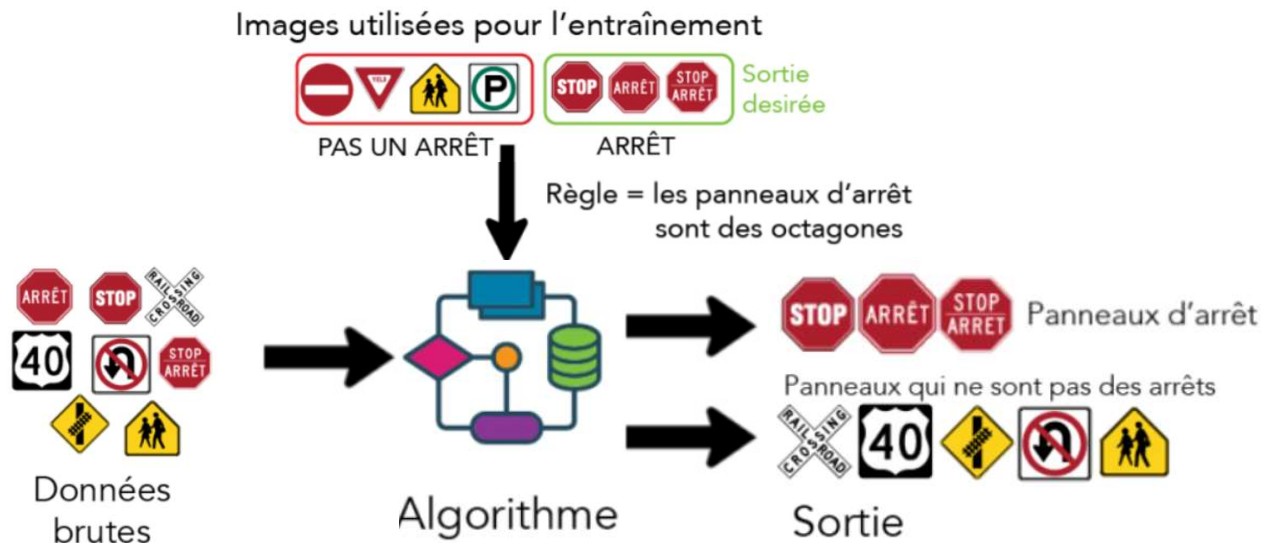 Images utilisées pour l'entraînement
YIELD
P
STOP
ARRÊT
STOP
ARRÊT
Sortie
desirée
PAS UN ARRÊT
ARRÊT
Règle = les panneaux d'arrêt
sont des octagones
ARRÊT
STOP
RAILROAD
CROSSING
40
STOP
ARRÊT
STOP
ARRÊT
STOP
ARRÊT
Panneaux d'arrêt
Panneaux qui ne sont pas des arrêts
RAILROAD
CROSSING
40
Données
brutes
Algorithme
Sortie